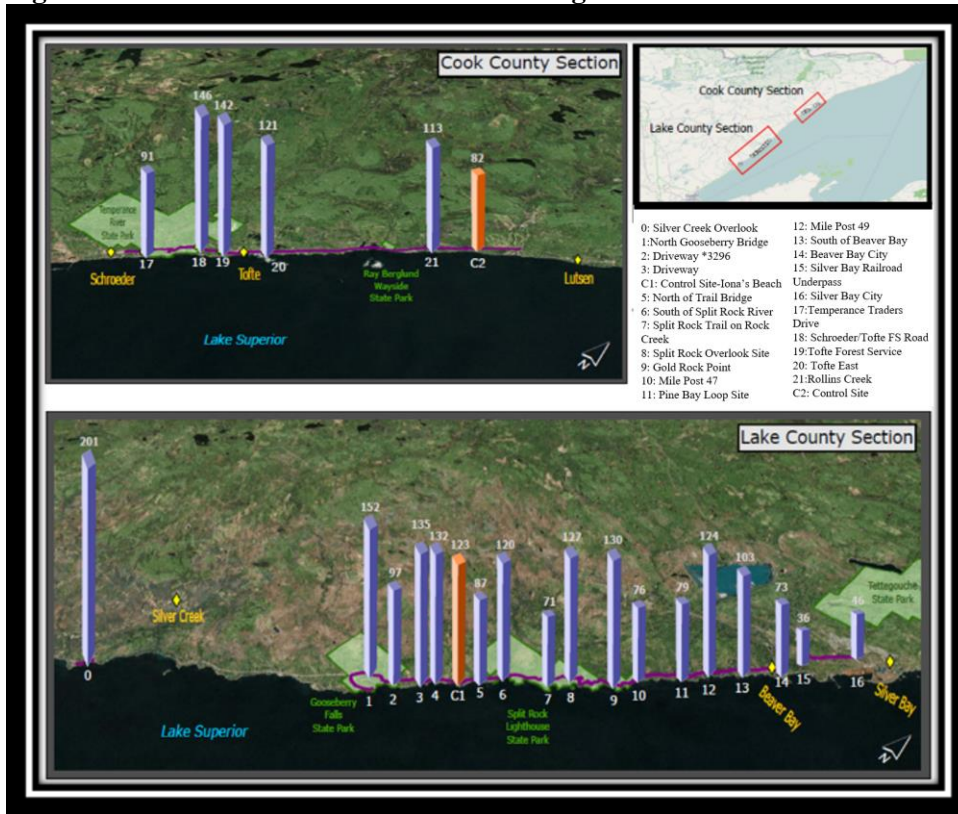 Cook County Section
146
142
121
113
91
82
Temperance
River
State Park
17
18
19
20
21
C2
Schroeder
Tofte
Ray Berglund
Wayside
State Park
Lutsen
Lake Superior
N
Cook County Section
Lake County Section
0: Silver Creek Overlook
1:North Gooseberry Bridge
2: Driveway *3296
3: Driveway
C1: Control Site-Iona's Beach
5: North of Trail Bridge
6: South of Split Rock River
7: Split Rock Trail on Rock
Creek
8: Split Rock Overlook Site
9: Gold Rock Point
10: Mile Post 47
11: Pine Bay Loop Site
12: Mile Post 49
13: South of Beaver Bay
14: Beaver Bay City
15: Silver Bay Railroad
Underpass
16: Silver Bay City
17:Temperance Traders
Drive
18: Schroeder/Tofte FS Road
19:Tofte Forest Service
20: Tofte East
21:Rollins Creek
C2: Control Site
Lake County Section
201
152
97
135
132
123
87
120
71
127
130
76
79
124
103
73
36
46
Tettegouche
State Park
Silver Creek
0
1
2
3
4
C1
5
6
7
8
9
10
11
12
13
14
15
16
Gooseberry
Falls
State Park
Split Rock
Lighthouse
State Park
Beaver Bay
Silver Bay
Lake Superior
N